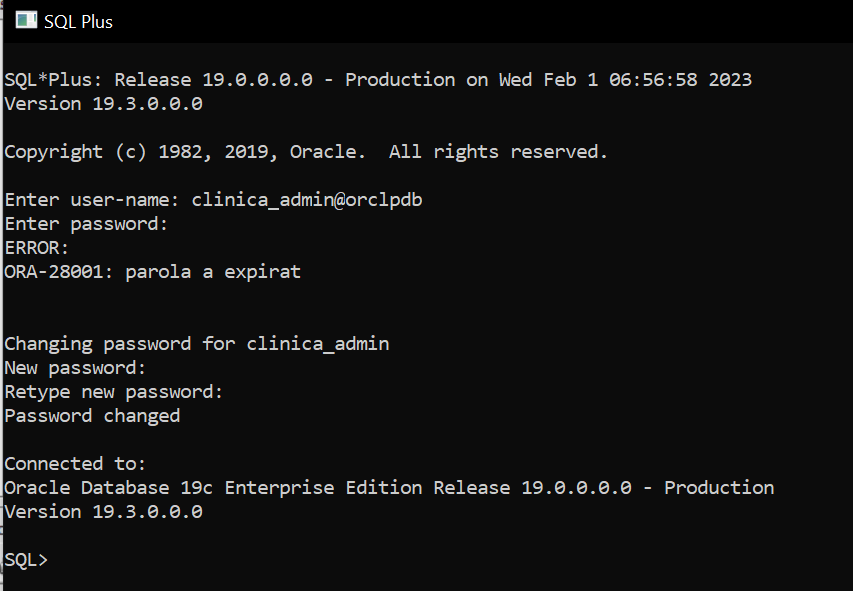 SQL Plus
SQL*Plus: Release 19.0.0.0.0 - Production on Wed Feb 1 06:56:58 2023
Version 19.3.0.0.0
Copyright (c) 1982, 2019, Oracle.  All rights reserved.
Enter user-name: clinica_admin@orclpdb
Enter password:
ERROR:
ORA-28001: parola a expirat
Changing password for clinica_admin
New password:
Retype new password:
Password changed
Connected to:
Oracle Database 19c Enterprise Edition Release 19.0.0.0.0 - Production
Version 19.3.0.0.0
SQL>